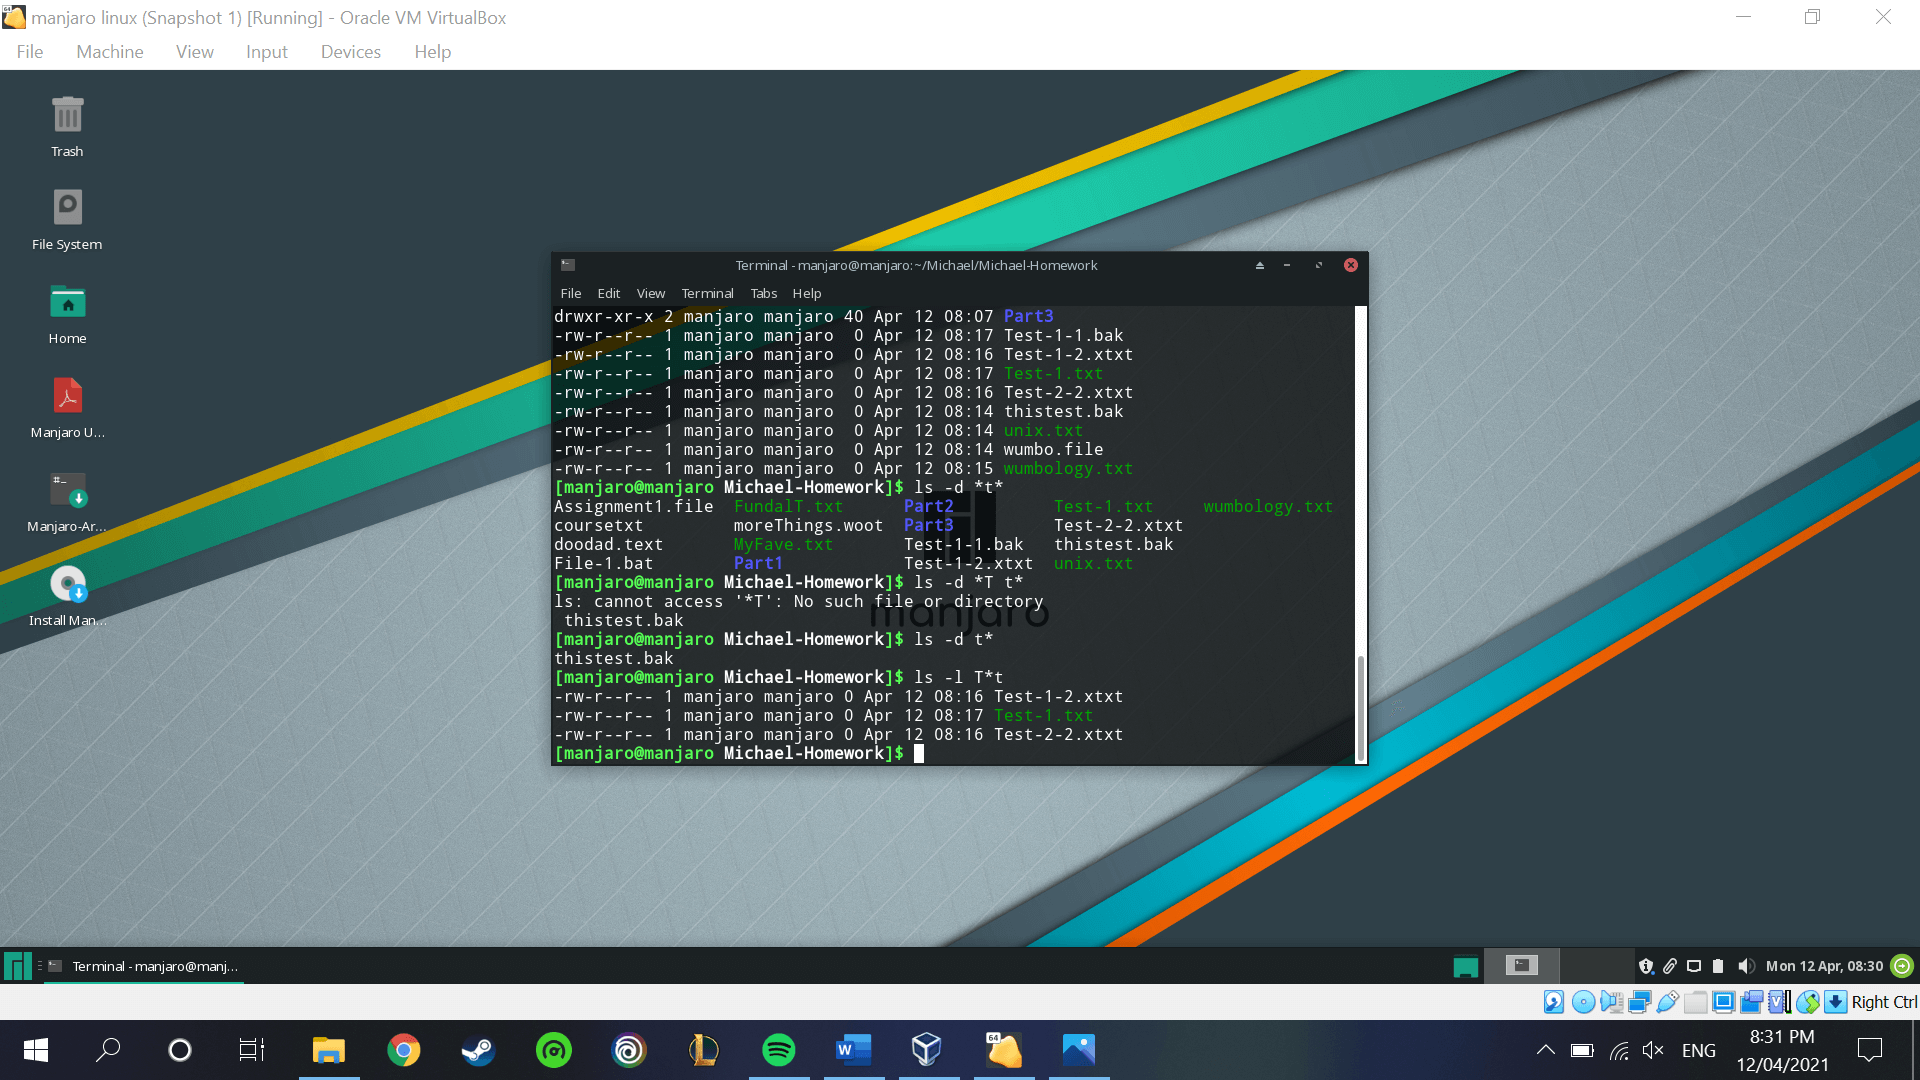 manjaro linux (Snapshot 1) [Running] - Oracle VM VirtualBox
File Machine View Input Devices Help
Trash
File System
Home
Manjaro U...
Manjaro-Ar...
Install Man...
Terminal - manjaro@manjaro:~/Michael/Michael-Homework
File Edit View Terminal Tabs Help
drwxr-xr-x 2 manjaro manjaro 40 Apr 12 08:07 Part3
-rw-r--r-- 1 manjaro manjaro  0 Apr 12 08:17 Test-1-1.bak
-rw-r--r-- 1 manjaro manjaro  0 Apr 12 08:16 Test-1-2.xtxt
-rw-r--r-- 1 manjaro manjaro  0 Apr 12 08:17 Test-1.txt
-rw-r--r-- 1 manjaro manjaro  0 Apr 12 08:16 Test-2-2.xtxt
-rw-r--r-- 1 manjaro manjaro  0 Apr 12 08:14 thistest.bak
-rw-r--r-- 1 manjaro manjaro  0 Apr 12 08:14 unix.txt
-rw-r--r-- 1 manjaro manjaro  0 Apr 12 08:14 wumbo.file
-rw-r--r-- 1 manjaro manjaro  0 Apr 12 08:15 wumbology.txt
[manjaro@manjaro Michael-Homework]$ ls -d *t*
Assignment1.file  FundalT.txt      Part2          Test-1.txt     wumbology.txt
coursetxt         moreThings.woot  Part3          Test-2-2.xtxt
doodad.text       MyFave.txt       Test-1-1.bak   thistest.bak
File-1.bat        Part1            Test-1-2.xtxt  unix.txt
[manjaro@manjaro Michael-Homework]$ ls -d *T t*
ls: cannot access '*T': No such file or directory
 thistest.bak
manjaro
[manjaro@manjaro Michael-Homework]$ ls -d t*
thistest.bak
[manjaro@manjaro Michael-Homework]$ ls -l T*t
-rw-r--r-- 1 manjaro manjaro 0 Apr 12 08:16 Test-1-2.xtxt
-rw-r--r-- 1 manjaro manjaro 0 Apr 12 08:17 Test-1.txt
-rw-r--r-- 1 manjaro manjaro 0 Apr 12 08:16 Test-2-2.xtxt
[manjaro@manjaro Michael-Homework]$
Terminal - manjaro@manj...
Mon 12 Apr, 08:30
Right Ctrl
64
ENG
8:31 PM
12/04/2021